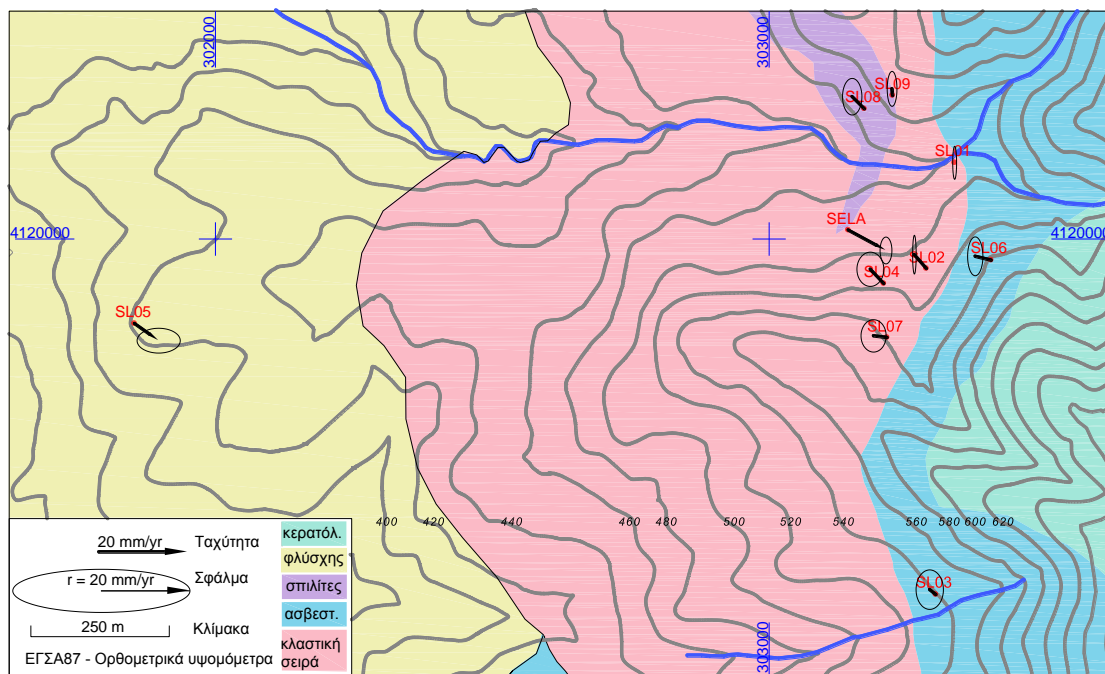 302000
303000
SL09
SL08
SL01
4120000
SELA
4120000
SL02
SL06
SL04
SL05
SL07
400 420 440 460 480 500 520 540 560 580 600 620
SL03
303000
20 mm/yr
Ταχύτητα
r = 20 mm/yr
Σφάλμα
250 m
Κλίμακα
ΕΓΣΑ87 - Ορθομετρικά υψομόμετρα
κερατόλ.
φλύσχης
σπιλίτες
ασβεστ.
κλαστική
σειρά